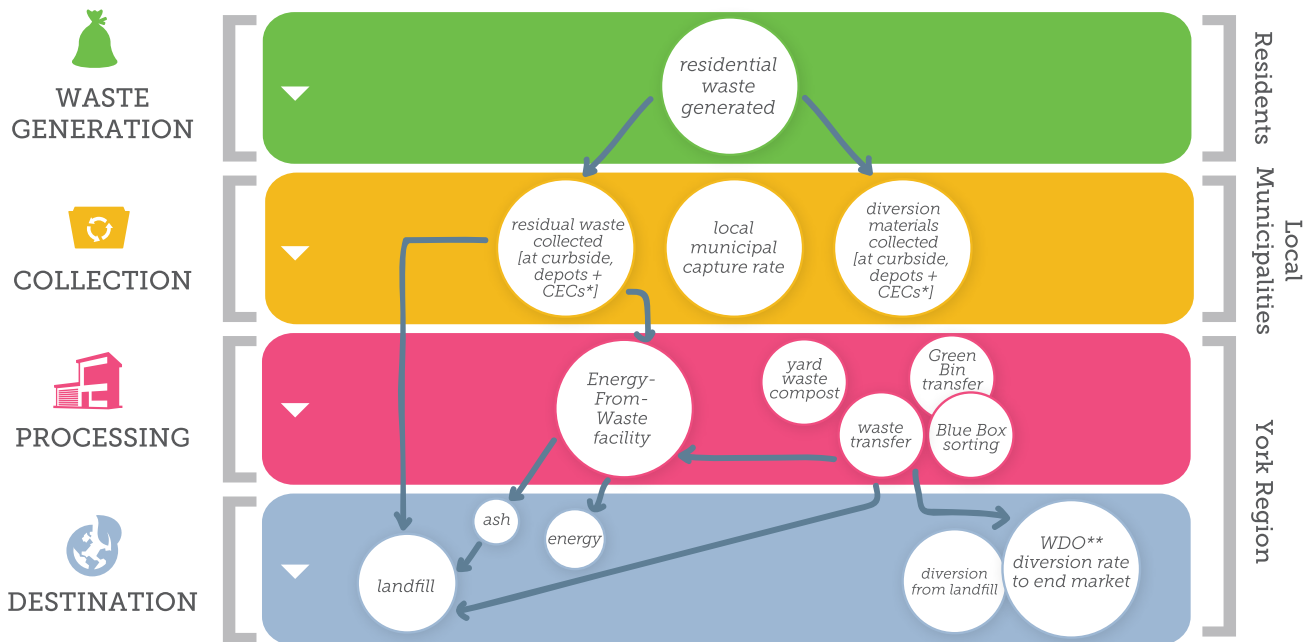 WASTE
GENERATION
residential
waste
generated
Residents
COLLECTION
residual waste
collected
[at curbside,
depots +
CECs*]
local
municipal
capture rate
diversion
materials
collected
[at curbside,
depots +
CECs*]
Local
Municipalities
PROCESSING
Energy-
From-
Waste
facility
yard
waste
compost
waste
transfer
Green
Bin
transfer
Blue Box
sorting
York Region
DESTINATION
landfill
ash
energy
diversion
from landfill
WDO**
diversion rate
to end market